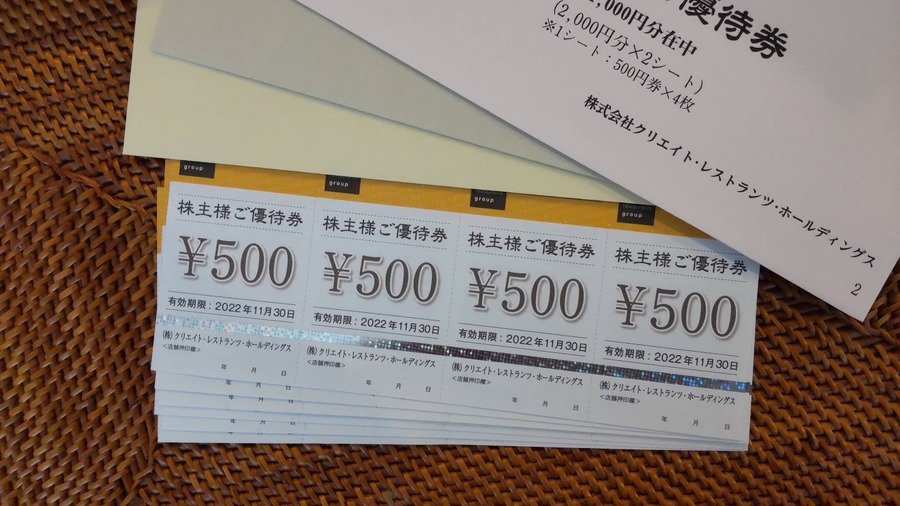 優待券
,000円分在中
(2,000円分×2シート)
※1シート:500円券×4枚
株式会社クリエイト・レストランツ・ホールディングス
2
group
group
group
group
株主様ご優待券
¥500
有効期限:2022年11月30日
(株)クリエイト・レストランツ・ホールディングス
<店舗押印欄>
年 月 日
株主様ご優待券
¥500
有効期限:2022年11月30日
(株)クリエイト・レストランツ・ホールディングス
<店舗押印欄>
年 月 日
株主様ご優待券
¥500
有効期限:2022年11月30日
(株)クリエイト・レストランツ・ホールディングス
<店舗押印欄>
年 月 日
株主様ご優待券
¥500
有効期限:2022年11月30日
(株)クリエイト・レストランツ・ホールディングス
<店舗押印欄>
年 月 日